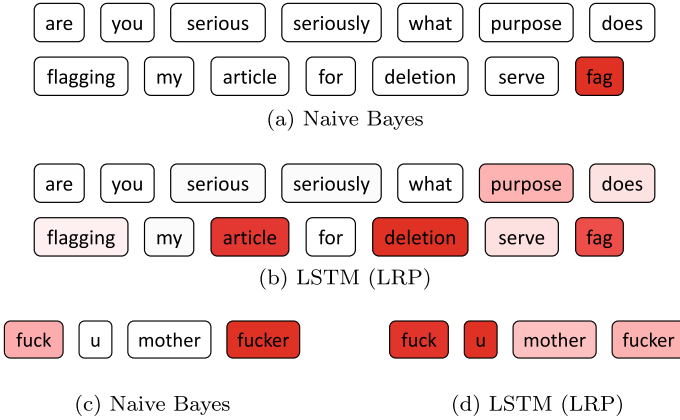 are you serious seriously what purpose does
flagging my article for deletion serve fag
(a) Naive Bayes
are you serious seriously what purpose does
flagging my article for deletion serve fag
(b) LSTM (LRP)
fuck u mother fucker
fuck u mother fucker
(c) Naive Bayes
(d) LSTM (LRP)